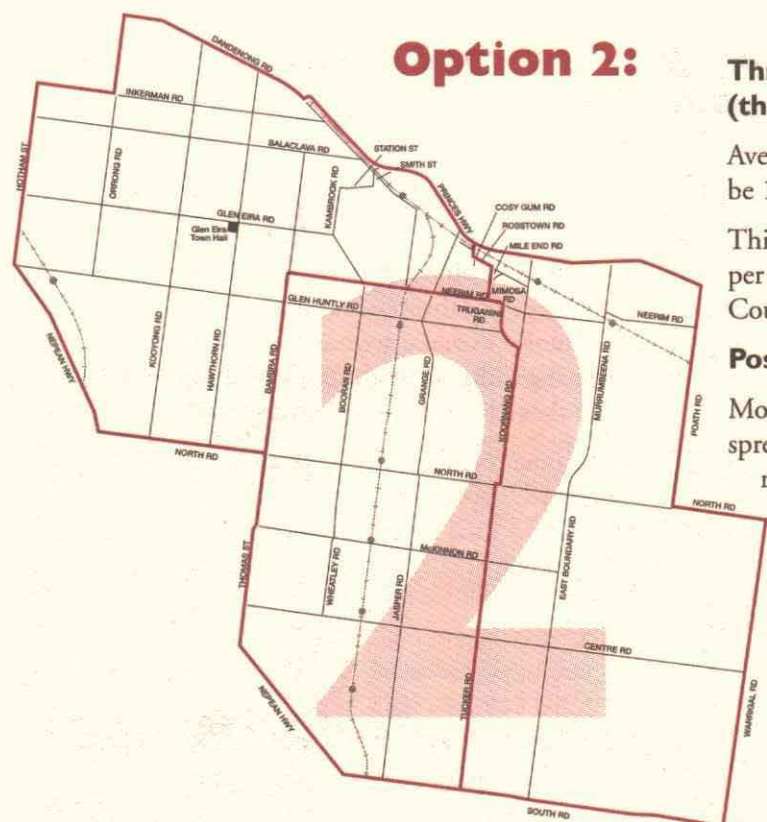 Option 2:
(th
Ave
be 1
Thi
per
Cou
Pos
Mo
spre
DANDENONG RD
INKERMAN RD
HOTHAM ST
ORRONG RD
BALACLAVA RD
STATION ST
SMITH ST
KAMBROOK RD
PRINCES HWY
COSY GUM RD
ROSSTOWN RD
MILE END RD
GLEN EIRA RD
Glen Eira
Town Hall
NEERIM RD
MIMOSA
RD
GLEN HUNTLY RD
TRUGANINI
RD
NEERIM RD
NEPEAN HWY
KOOYONG RD
HAWTHORN RD
BAMBRA RD
BOORAN RD
GRANGE RD
KOORNANG RD
MURRUMBEENA RD
POATH RD
NORTH RD
NORTH RD
NORTH RD
2
THOMAS ST
WHEATLEY RD
McKINNON RD
JASPER RD
EAST BOUNDARY RD
CENTRE RD
TUCKER RD
WARRIGAL RD
NEPEAN HWY
SOUTH RD